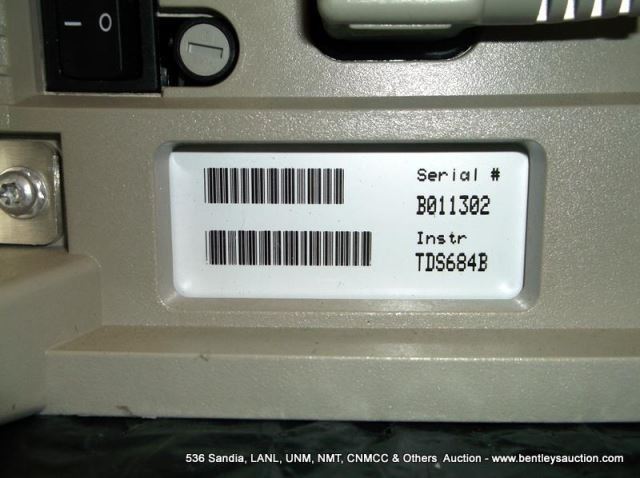 I O
Serial #
B011302
Instr
TDS684B
536 Sandia, LANL, UNM, NMT, CNMCC & Others Auction - www.bentleysauction.com